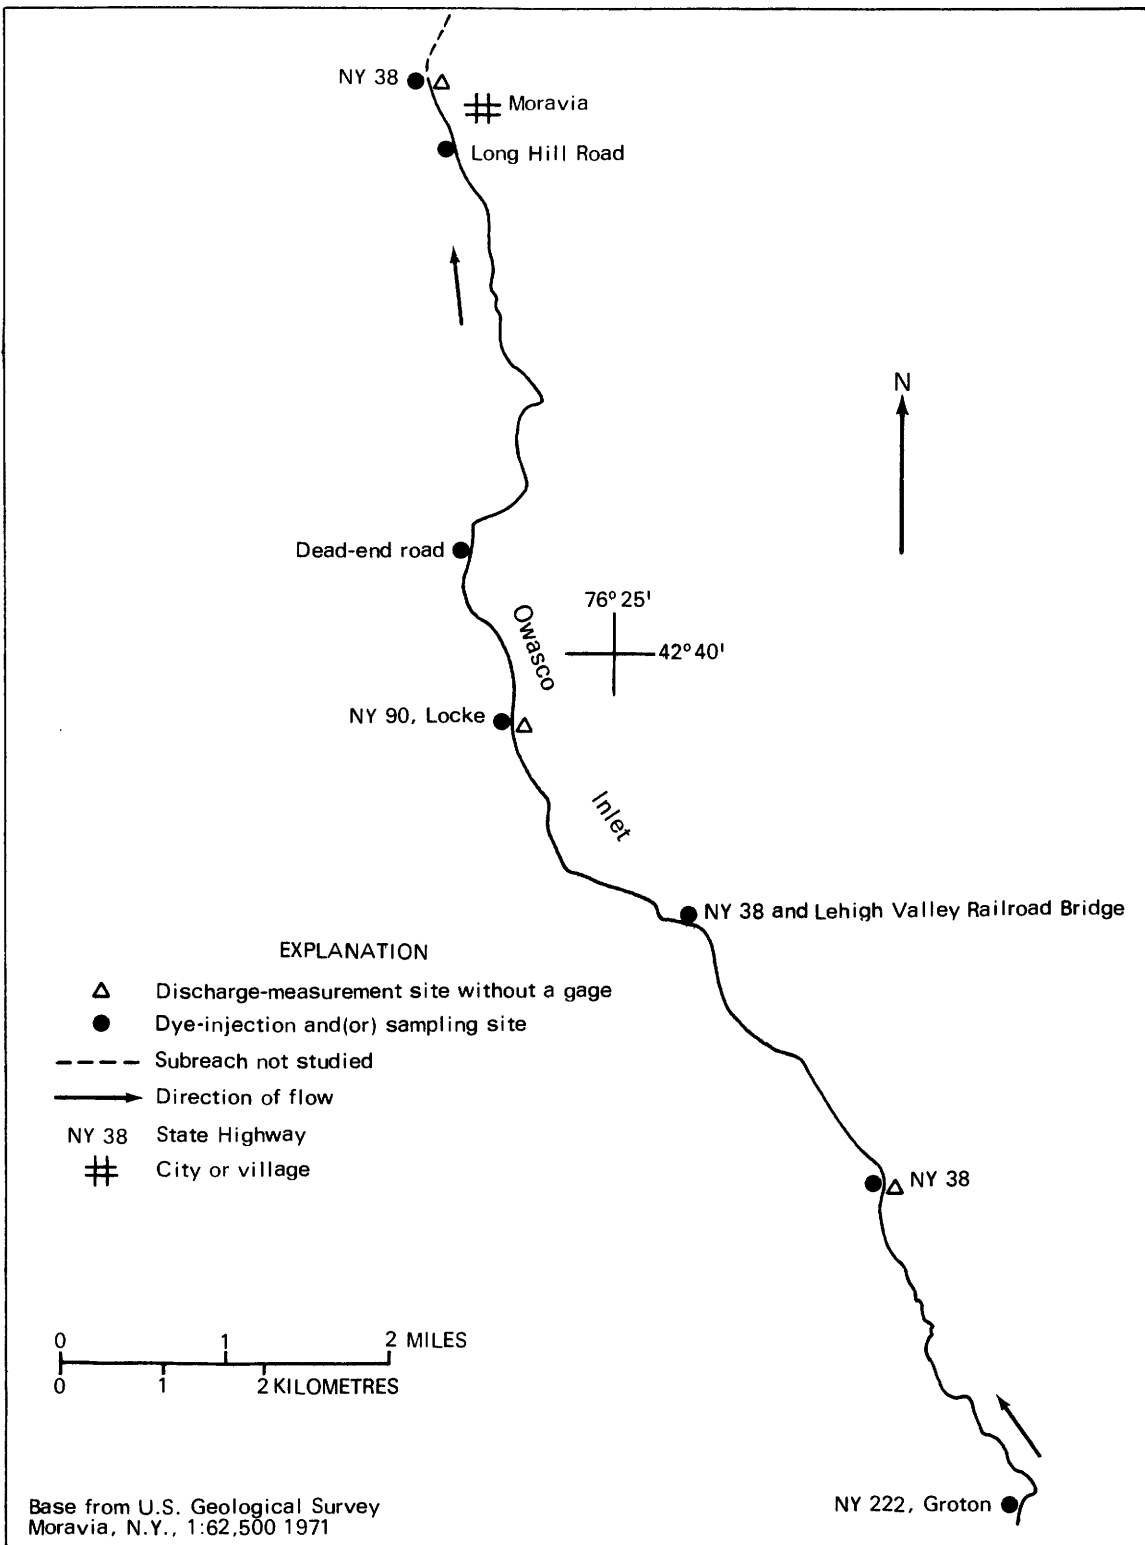 NY 38
Moravia
Long Hill Road
N
Dead-end road
76° 25'
Owasco
42° 40'
NY 90, Locke
Inlet
NY 38 and Lehigh Valley Railroad Bridge
EXPLANATION
Discharge-measurement site without a gage
Dye-injection and(or) sampling site
Subreach not studied
Direction of flow
NY 38 State Highway
City or village
NY 38
0 1 2 MILES
0 1 2 KILOMETRES
NY 222, Groton
Base from U.S. Geological Survey
Moravia, N.Y., 1:62,500 1971